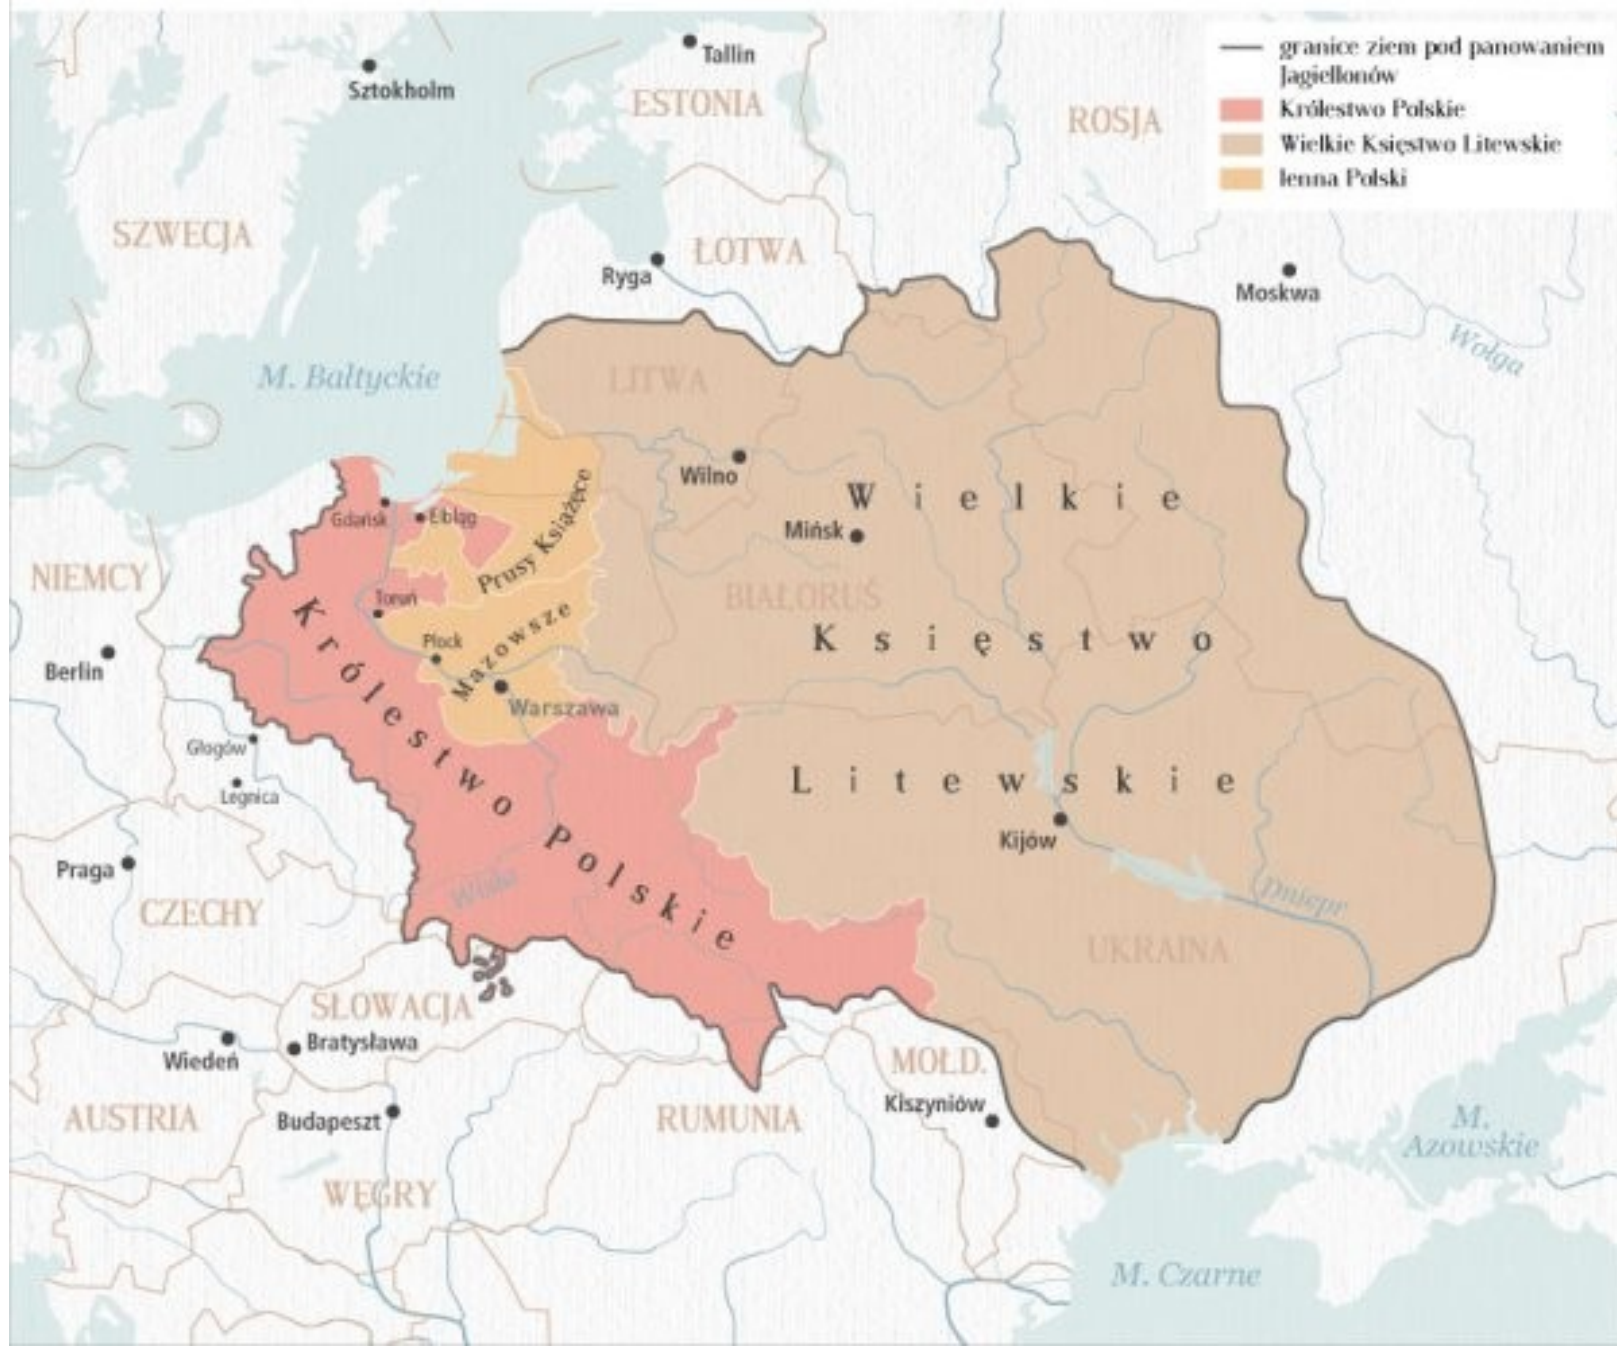 granice ziem pod panowaniem
Jagiellonów
Królestwo Polskie
Wielkie Księstwo Litewskie
lenna Polski
Tallin
Sztokholm
ESTONIA
ROSJA
SZWECJA
ŁOTWA
Ryga
Moskwa
Wołga
M. Bałtyckie
LITWA
Wilno
Wielkie
Gdańsk
Elbląg
Mińsk
Prusy Książęce
NIEMCY
BIAŁORUŚ
Toruń
Księstwo
Płock
Mazowsze
Berlin
Warszawa
Królestwo Polskie
Głogów
Legnica
Litewskie
Kijów
Praga
Wisła
Dniepr
CZECHY
UKRAINA
SŁOWACJA
Bratysława
Wiedeń
MOŁD.
Kiszyniów
AUSTRIA
Budapeszt
RUMUNIA
M.
Azowskie
WĘGRY
M. Czarne